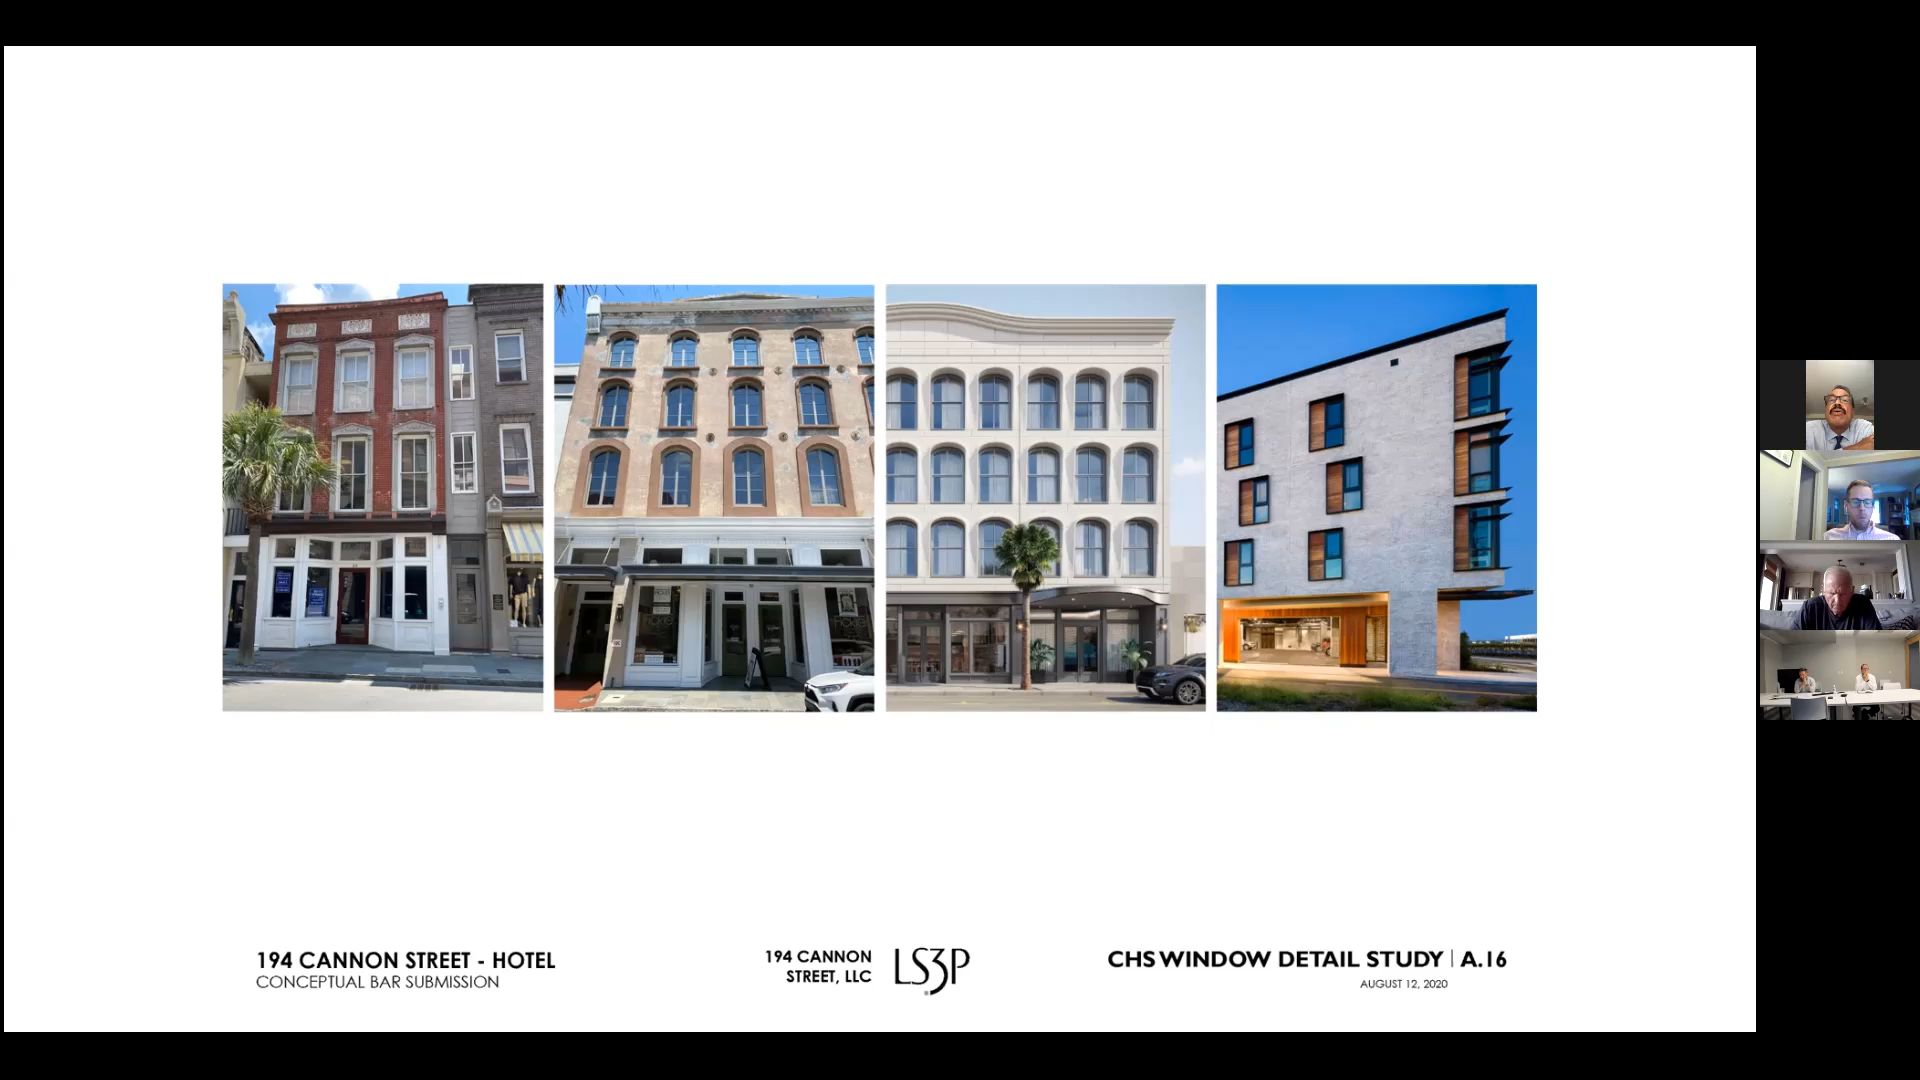 194 CANNON STREET - HOTEL
CONCEPTUAL BAR SUBMISSION
194 CANNON
STREET, LLC
LS3P
CHS WINDOW DETAIL STUDY | A.16
AUGUST 12, 2020